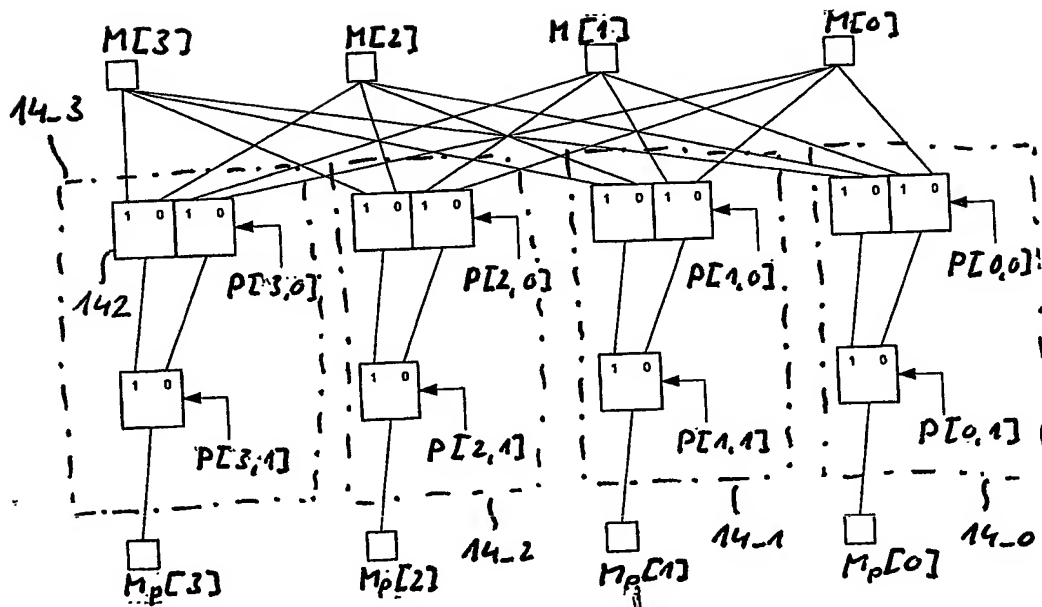 M[3] M[2] M[1] M[0]
14_3
1 0 1 0 1 0 1 0 1 0 1 0 1 0 1 0
142 P[3,0] P[2,0] P[1,0] P[0,0]
1 0 1 0 1 0 1 0
P[3,1] P[2,1] P[1,1] P[0,1]
14_2 14_1 14_0
Mp[3] Mp[2] Mp[1] Mp[0]